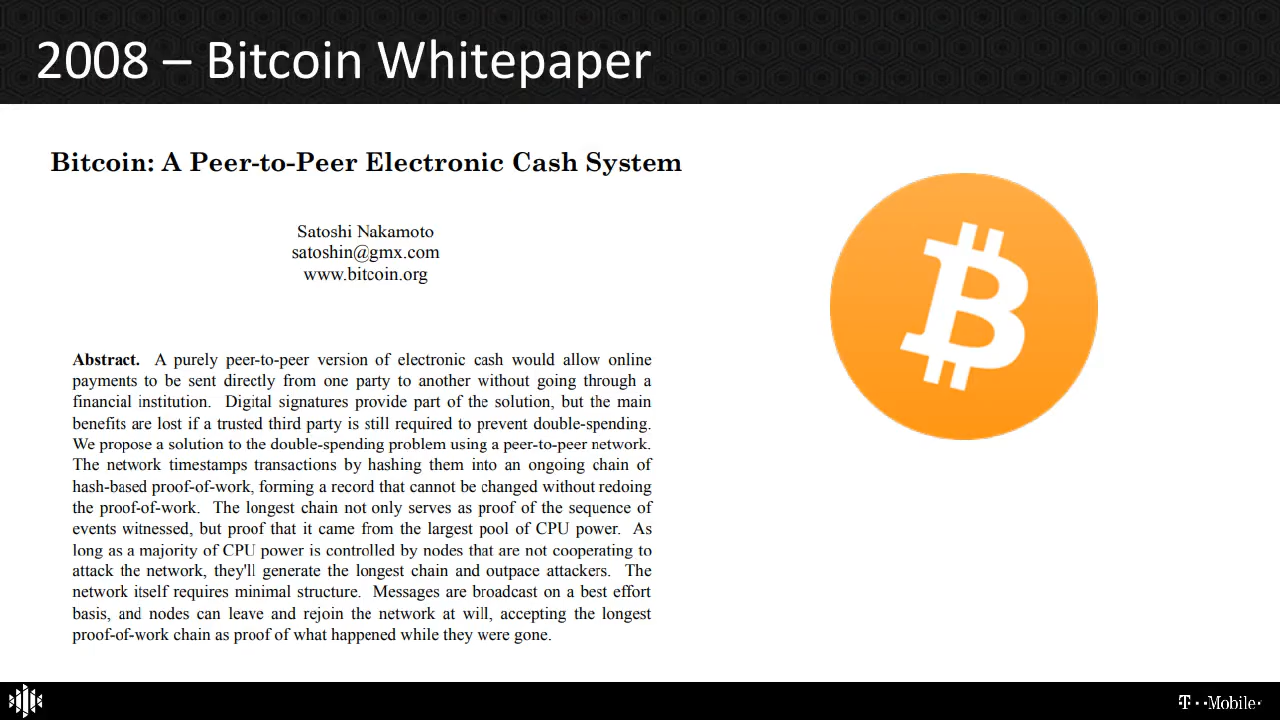 2008 – Bitcoin Whitepaper
Bitcoin: A Peer-to-Peer Electronic Cash System
Satoshi Nakamoto
satoshin@gmx.com
www.bitcoin.org
Abstract. A purely peer-to-peer version of electronic cash would allow online
payments to be sent directly from one party to another without going through a
financial institution. Digital signatures provide part of the solution, but the main
benefits are lost if a trusted third party is still required to prevent double-spending.
We propose a solution to the double-spending problem using a peer-to-peer network.
The network timestamps transactions by hashing them into an ongoing chain of
hash-based proof-of-work, forming a record that cannot be changed without redoing
the proof-of-work. The longest chain not only serves as proof of the sequence of
events witnessed, but proof that it came from the largest pool of CPU power. As
long as a majority of CPU power is controlled by nodes that are not cooperating to
attack the network, they'll generate the longest chain and outpace attackers. The
network itself requires minimal structure. Messages are broadcast on a best effort
basis, and nodes can leave and rejoin the network at will, accepting the longest
proof-of-work chain as proof of what happened while they were gone.
T··Mobile·